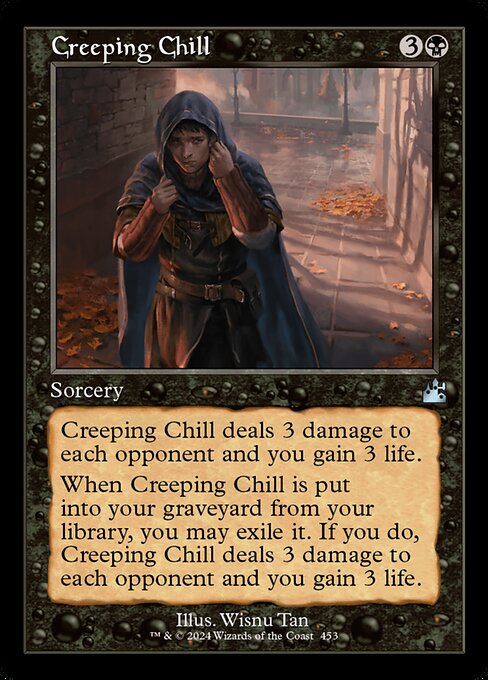 Creeping Chill 3
Sorcery
Creeping Chill deals 3 damage to
each opponent and you gain 3 life.
When Creeping Chill is put
into your graveyard from your
library, you may exile it. If you do,
Creeping Chill deals 3 damage to
each opponent and you gain 3 life.
Illus. Wisnu Tan
™ & © 2024 Wizards of the Coast 453